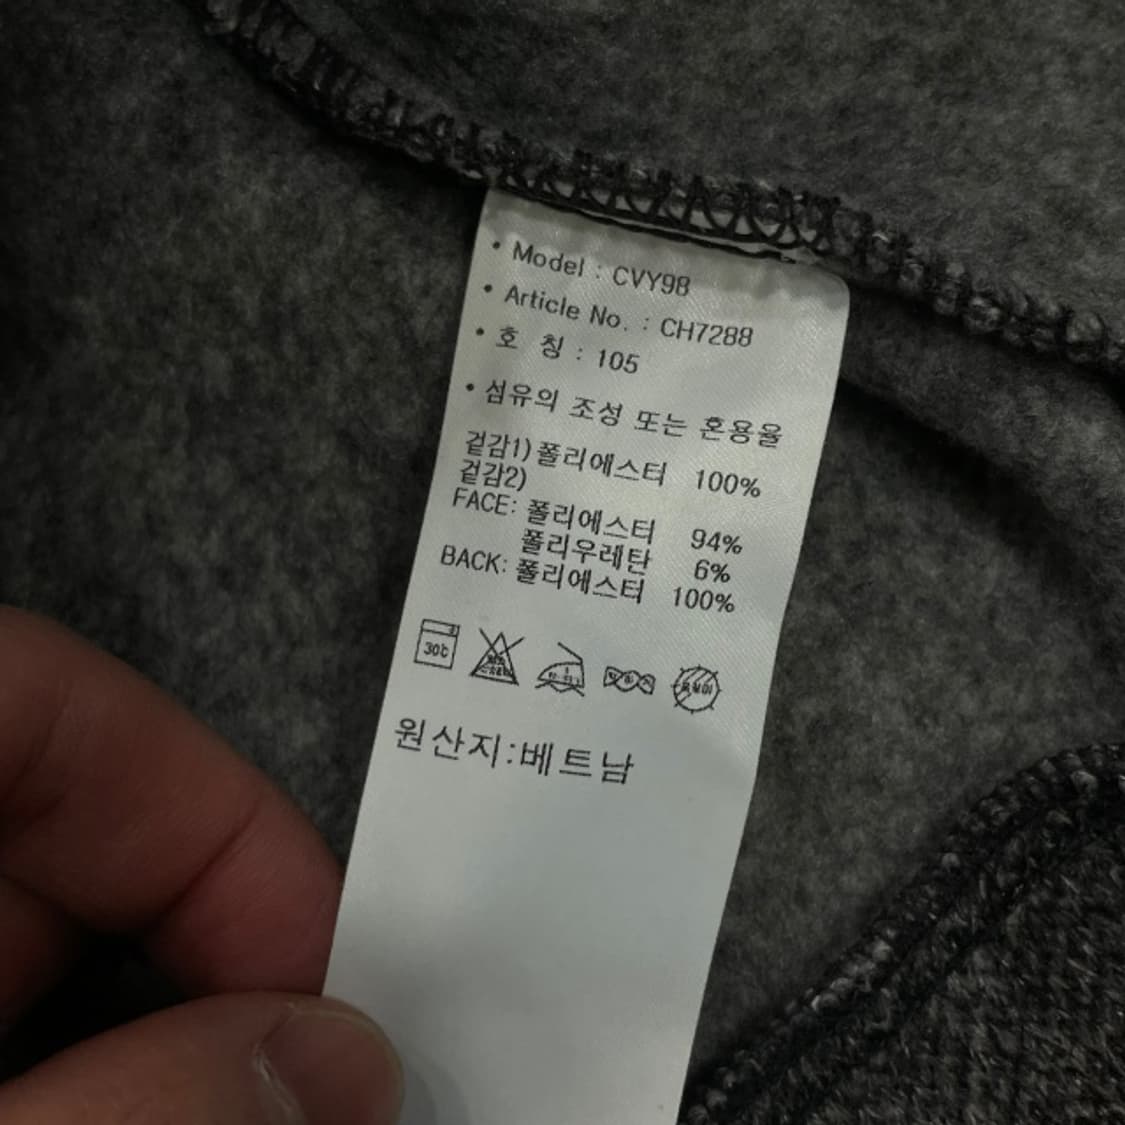 • Model : CVY98
• Article No. : CH7288
• 호 칭 : 105
• 섬유의 조성 또는 혼용율
겉감1) 폴리에스터 100%
겉감2)
FACE: 폴리에스터 94%
폴리우레탄 6%
BACK: 폴리에스터 100%
30℃
원산지:베트남